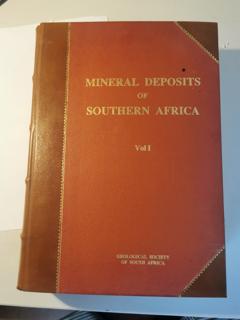 MINERAL DEPOSITS
OF
SOUTHERN AFRICA
Vol I
GEOLOGICAL SOCIETY
OF SOUTH AFRICA